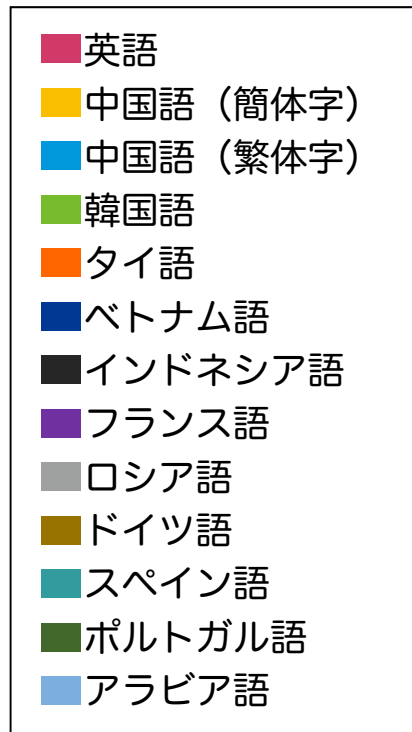 英語
中国語（簡体字）
中国語（繁体字）
韓国語
タイ語
ベトナム語
インドネシア語
フランス語
ロシア語
ドイツ語
スペイン語
ポルトガル語
アラビア語